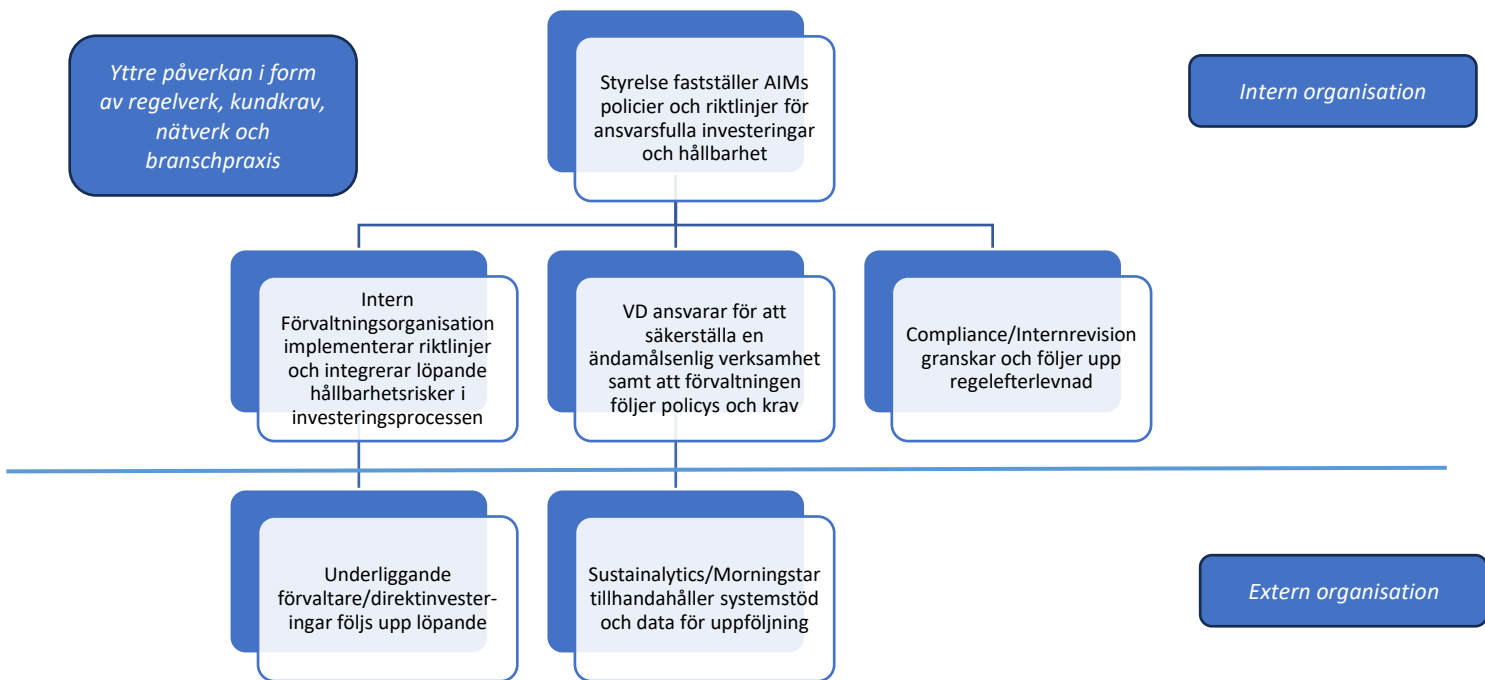 Yttre påverkan i form
av regelverk, kundkrav,
nätverk och
branschpraxis
Styrelse fastställer AIMs
policier och riktlinjer för
ansvarsfulla investeringar
och hållbarhet
Intern organisation
Intern
Förvaltningsorganisation
implementerar riktlinjer
och integrerar löpande
hållbarhetsrisker i
investeringsprocessen
VD ansvarar för att
säkerställa en
ändamålsenlig verksamhet
samt att förvaltningen
följer policys och krav
Compliance/Internrevision
granskar och följer upp
regelefterlevnad
Underliggande
förvaltare/direktinvester-
ingar följs upp löpande
Sustainalytics/Morningstar
tillhandahåller systemstöd
och data för uppföljning
Extern organisation